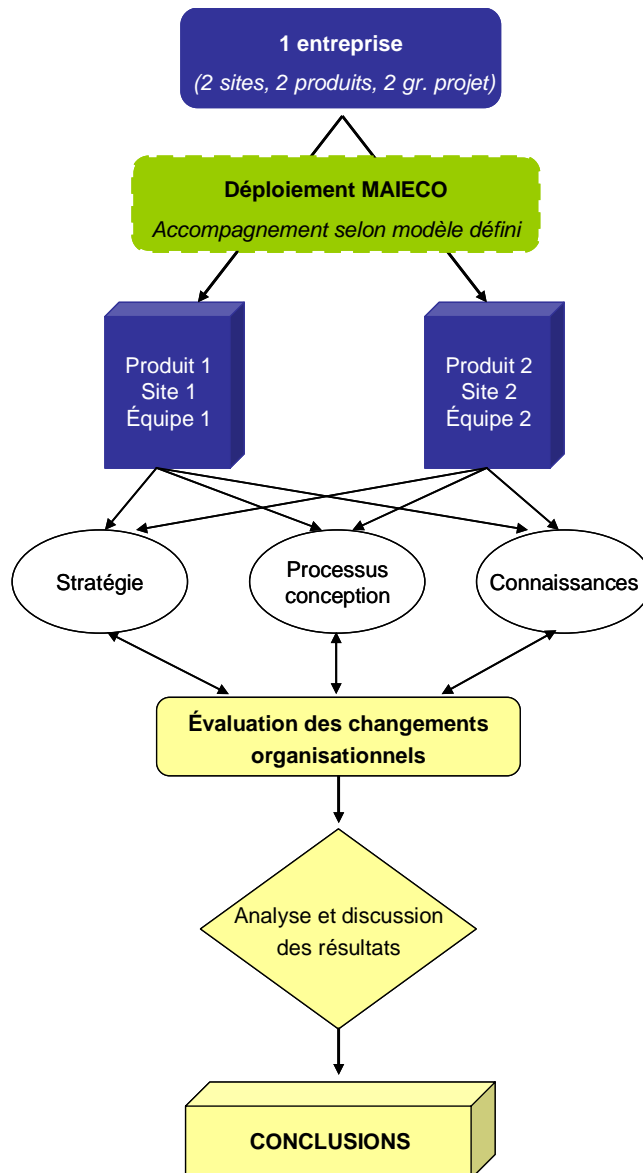 1 entreprise
(2 sites, 2 produits, 2 gr. projet)
Déploiement MAIECO
Accompagnement selon modèle défini
Produit 1
Site 1
Équipe 1
Produit 2
Site 2
Équipe 2
Stratégie
Processus
conception
Connaissances
Évaluation des changements
organisationnels
Analyse et discussion
des résultats
CONCLUSIONS